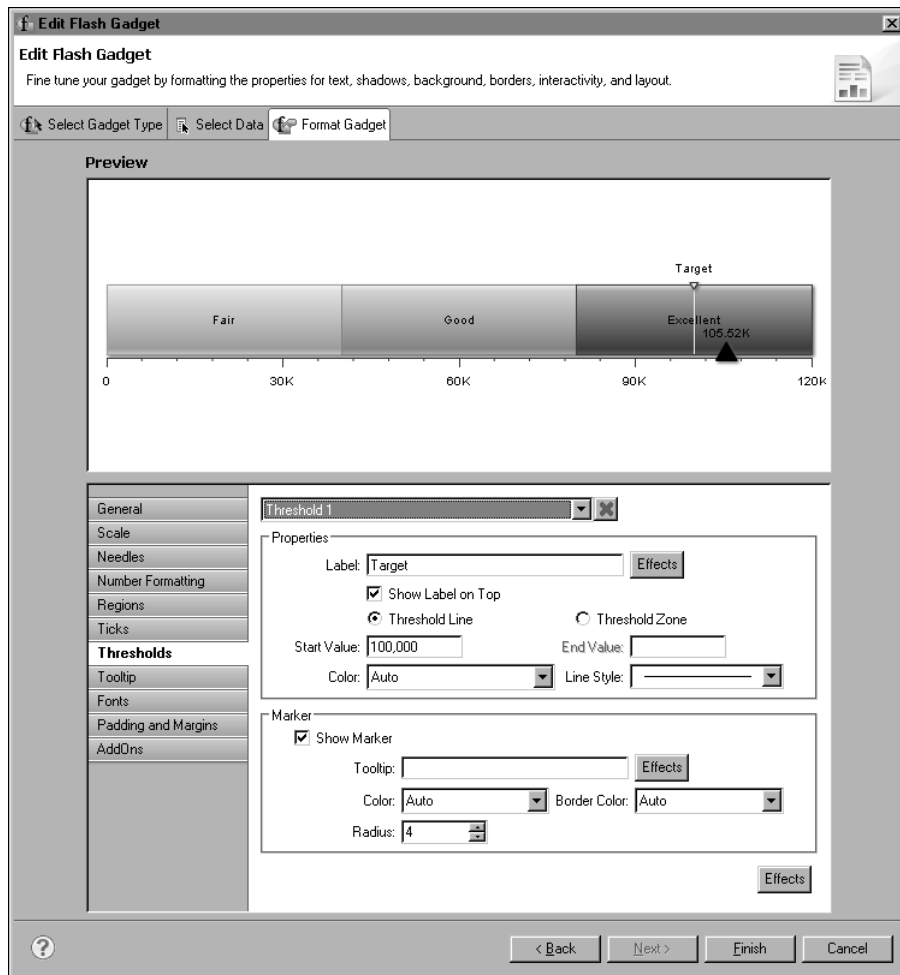 Edit Flash Gadget
Edit Flash Gadget
Fine tune your gadget by formatting the properties for text, shadows, background, borders, interactivity, and layout.
Select Gadget Type Select Data Format Gadget
Preview
Target
Fair Good Excellent
105.52K
0 30K 60K 90K 120K
General
Scale
Needles
Number Formatting
Regions
Ticks
Thresholds
Tooltip
Fonts
Padding and Margins
AddOns
Threshold 1
Properties
Label: Target Effects
Show Label on Top
Threshold Line Threshold Zone
Start Value: 100,000 End Value:
Color: Auto Line Style:
Marker
Show Marker
Tooltip: Effects
Color: Auto Border Color: Auto
Radius: 4
Effects
? < Back Next > Finish Cancel